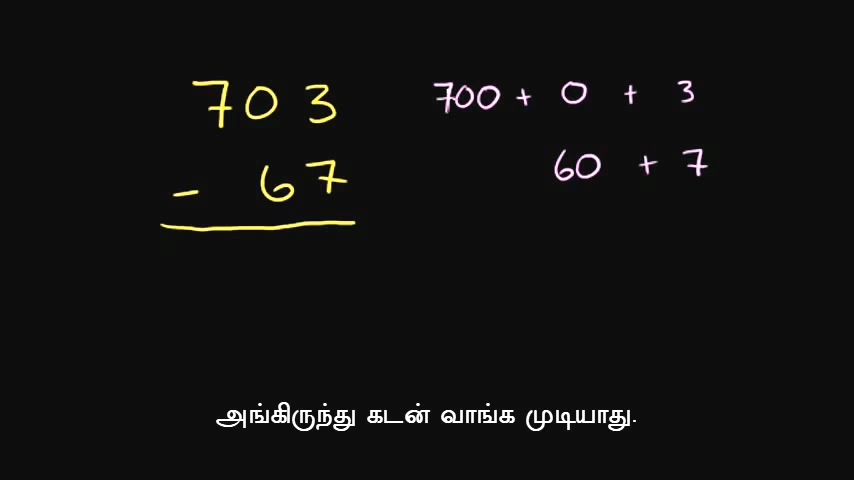 703 700 + 0 + 3
- 67 60 + 7
அங்கிருந்து கடன் வாங்க முடியாது.